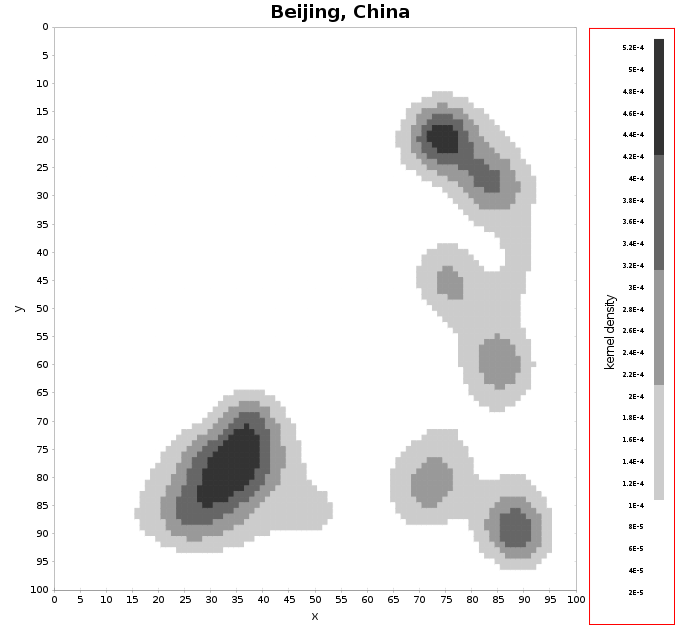 Beijing, China
0
5
10
15
20
25
30
35
40
45
50
55
60
65
70
75
80
85
90
95
100
y
0 5 10 15 20 25 30 35 40 45 50 55 60 65 70 75 80 85 90 95 100
x
kernel density
5.2E-4
5E-4
4.8E-4
4.6E-4
4.4E-4
4.2E-4
4E-4
3.8E-4
3.6E-4
3.4E-4
3.2E-4
3E-4
2.8E-4
2.6E-4
2.4E-4
2.2E-4
2E-4
1.8E-4
1.6E-4
1.4E-4
1.2E-4
1E-4
8E-5
6E-5
4E-5
2E-5